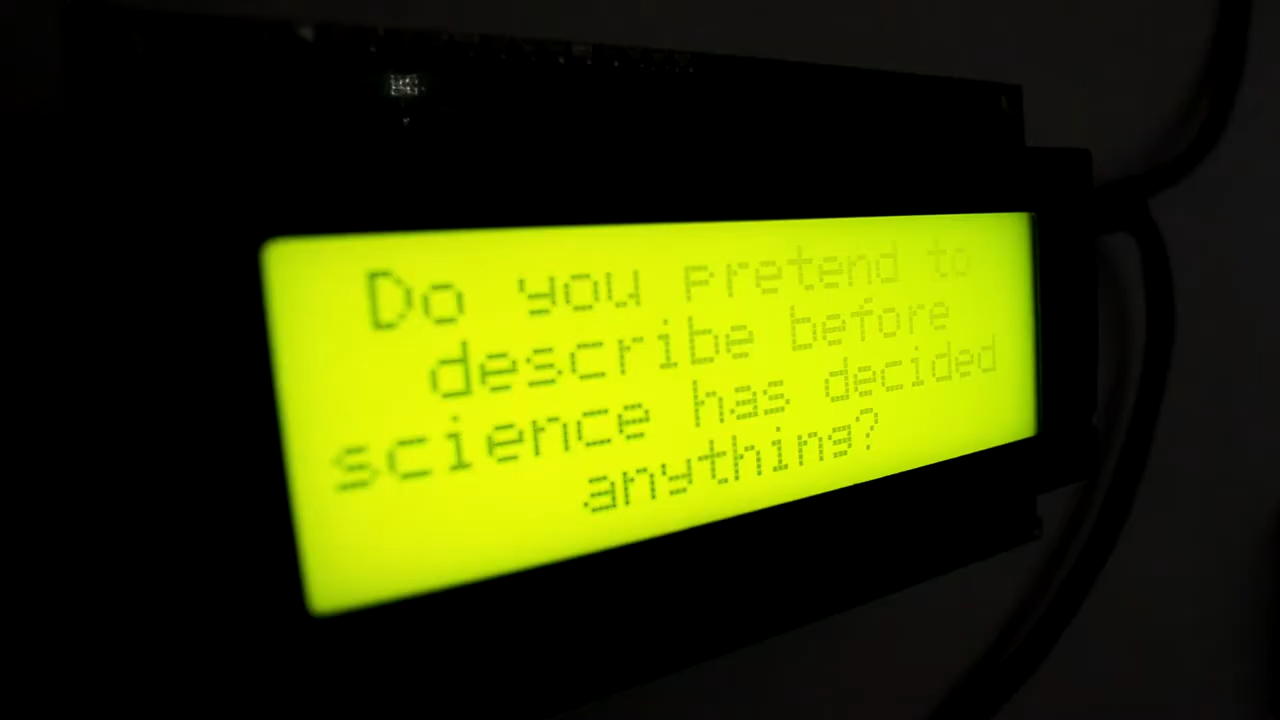 Do you pretend to
describe before
science has decided
anything?